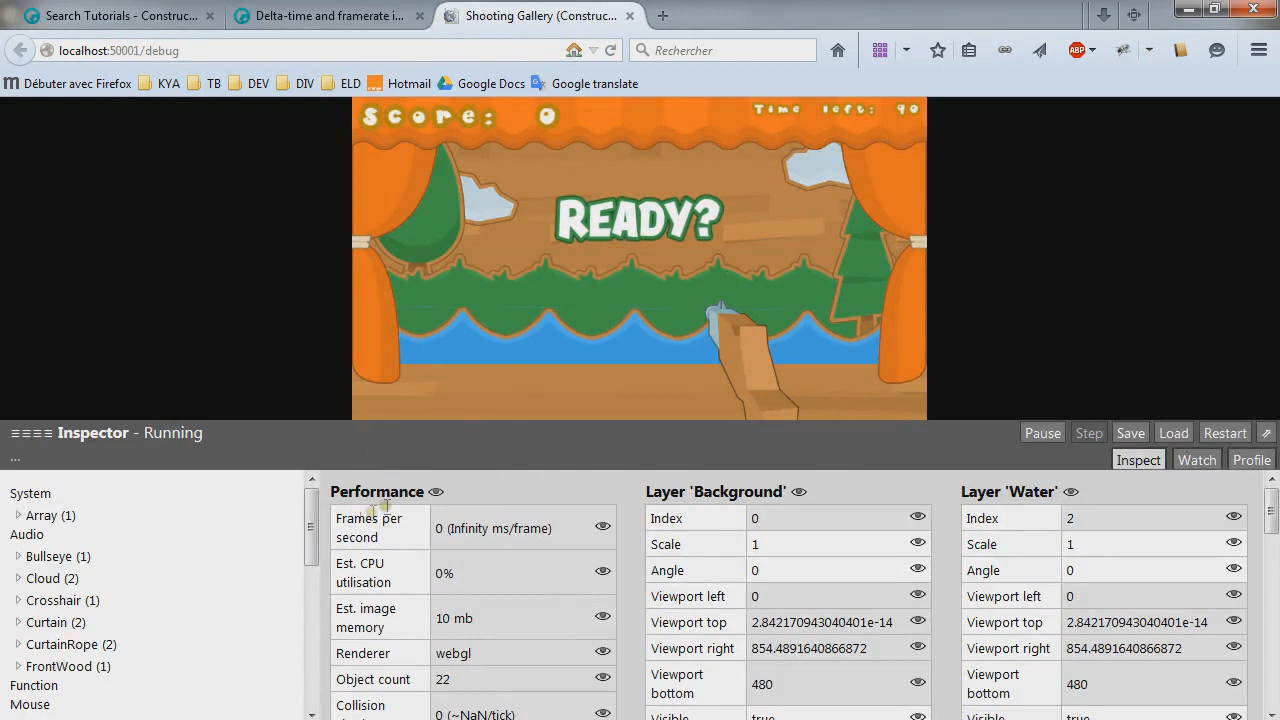 Search Tutorials - Construc...
Delta-time and framerate i...
Shooting Gallery (Construc...
localhost:50001/debug
Rechercher
ABP
Débuter avec Firefox
KYA
TB
DEV
DIV
ELD
Hotmail
Google Docs
Google translate
Score: 0
Time left: 90
READY?
Inspector - Running
Pause
Step
Save
Load
Restart
...
Inspect
Watch
Profile
System
Array (1)
Audio
Bullseye (1)
Cloud (2)
Crosshair (1)
Curtain (2)
CurtainRope (2)
FrontWood (1)
Function
Mouse
Performance
Frames per second
0 (Infinity ms/frame)
Est. CPU utilisation
0%
Est. image memory
10 mb
Renderer
webgl
Object count
22
Collision
0 (~NaN/tick)
Layer 'Background'
Index
0
Scale
1
Angle
0
Viewport left
0
Viewport top
2.842170943040401e-14
Viewport right
854.4891640866872
Viewport bottom
480
Visible
true
Layer 'Water'
Index
2
Scale
1
Angle
0
Viewport left
0
Viewport top
2.842170943040401e-14
Viewport right
854.4891640866872
Viewport bottom
480
Visible
true